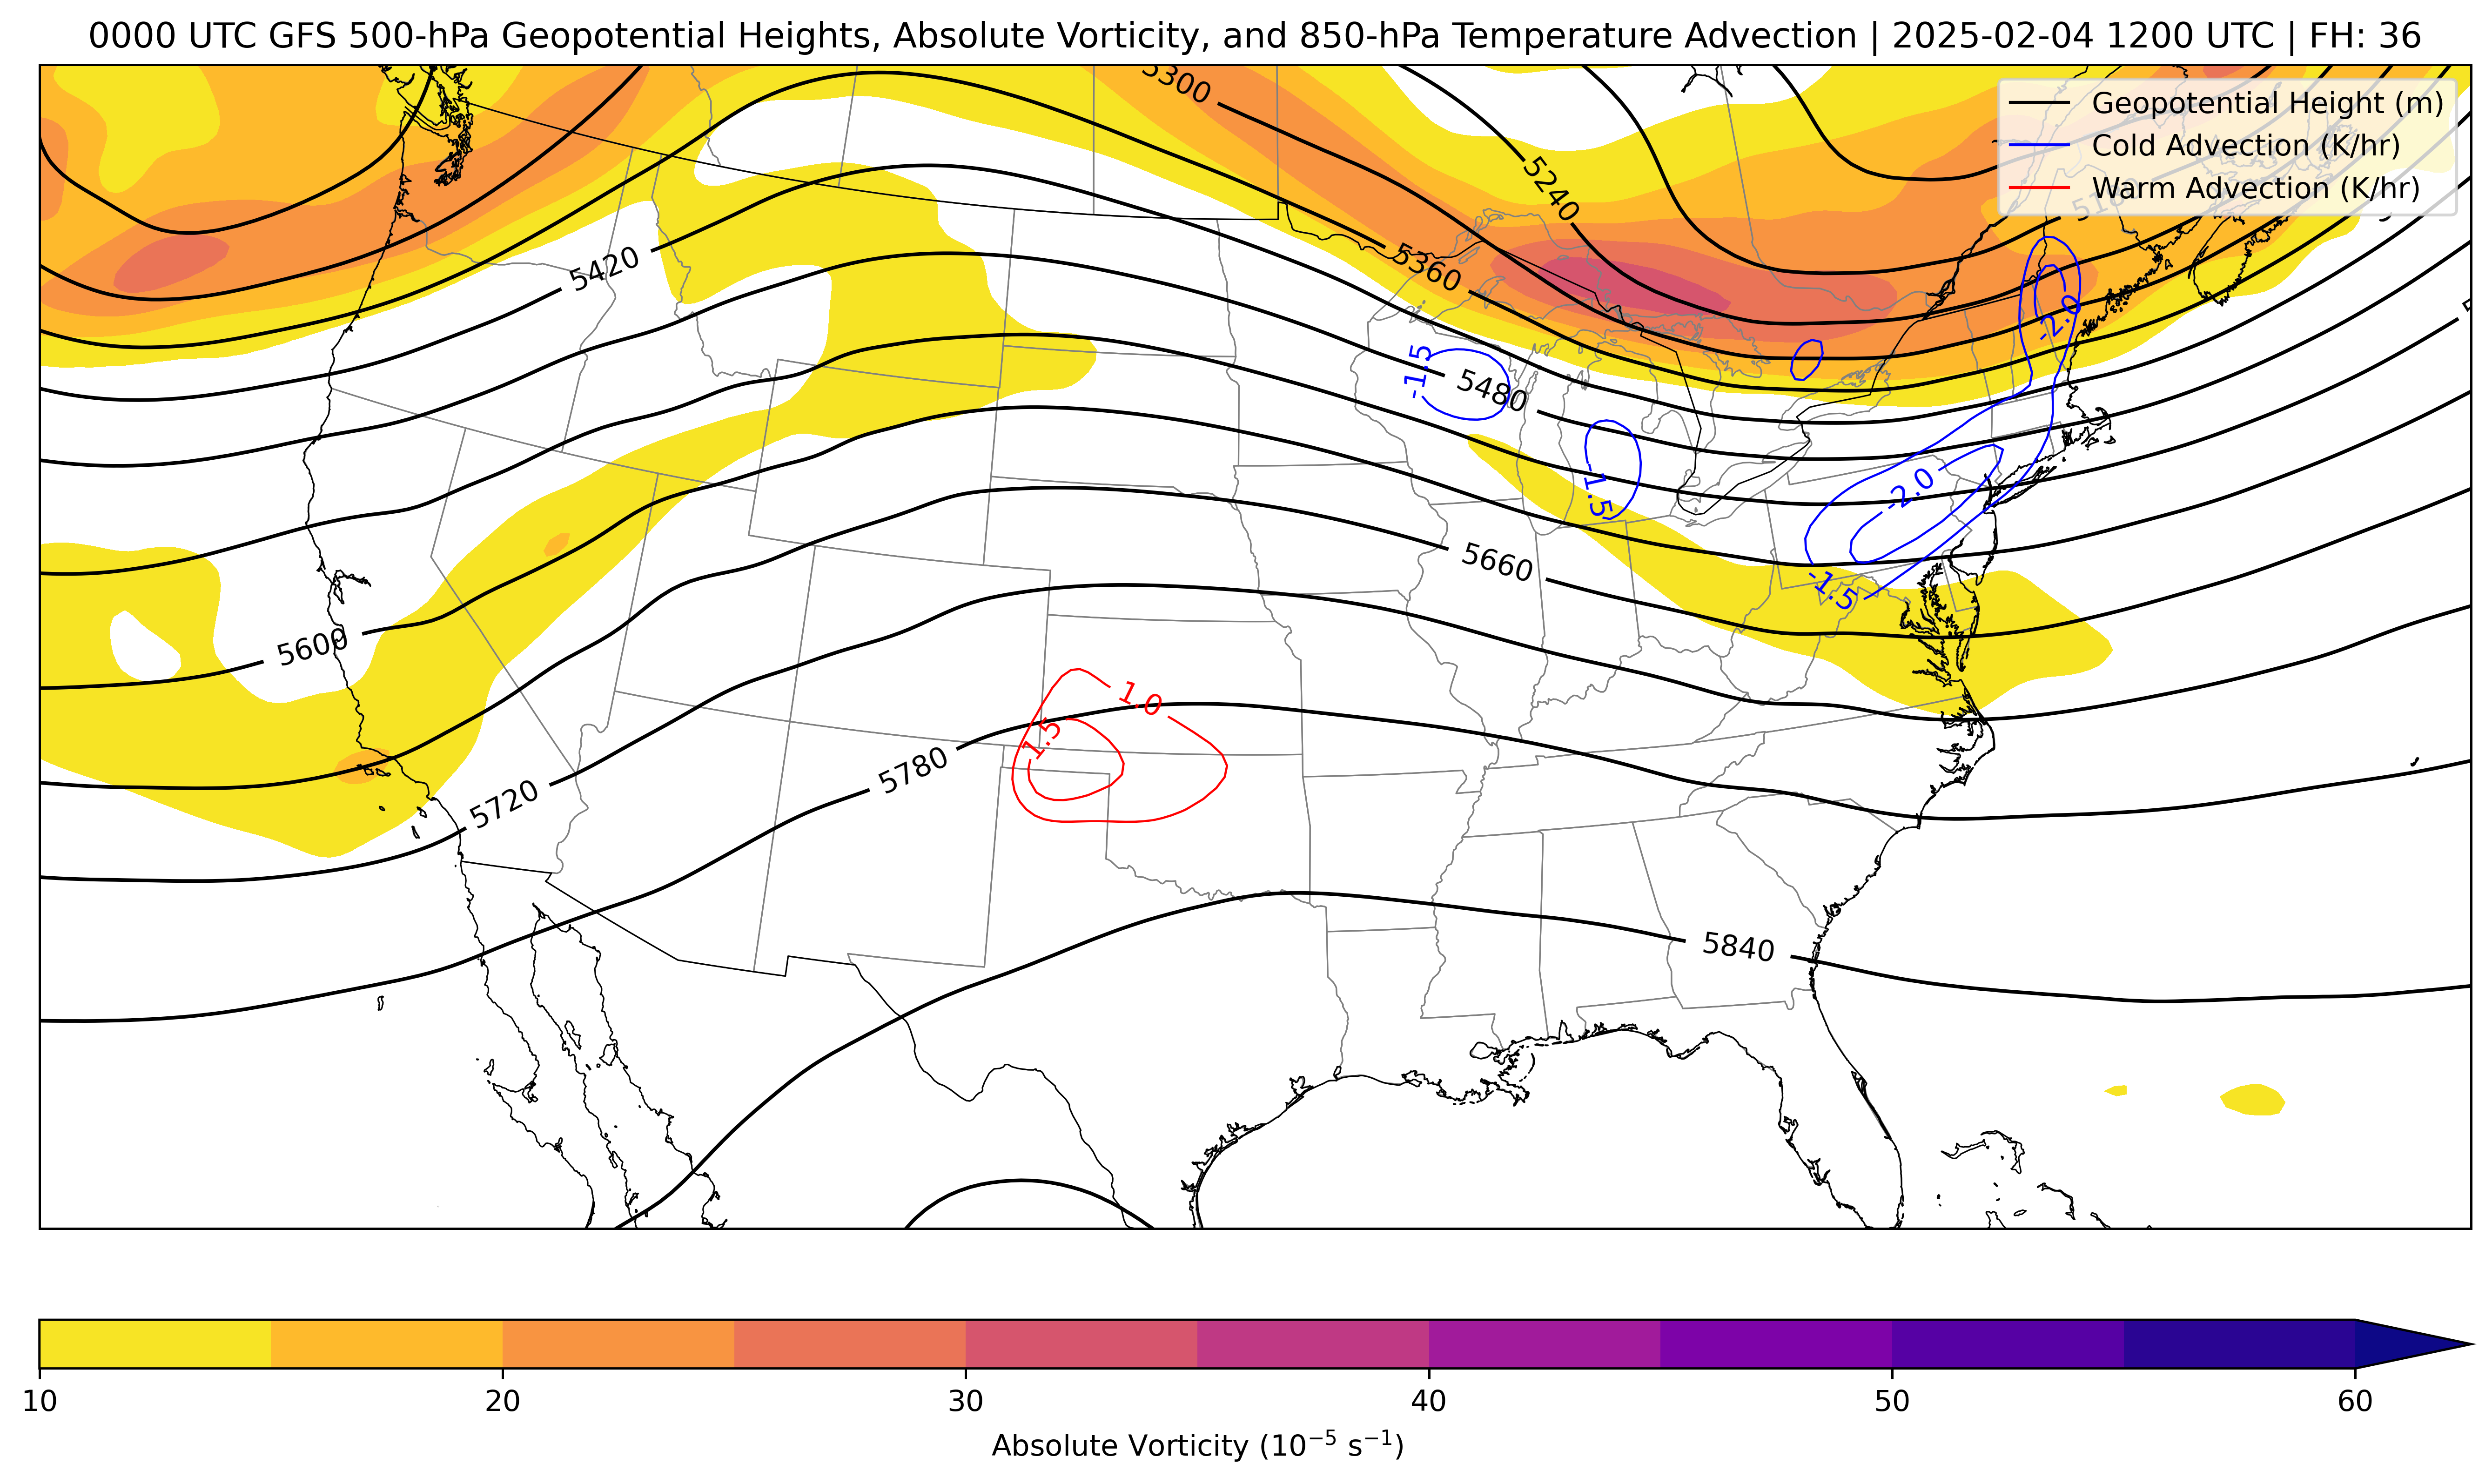 0000 UTC GFS 500-hPa Geopotential Heights, Absolute Vorticity, and 850-hPa Temperature Advection | 2025-02-04 1200 UTC | FH: 36
Geopotential Height (m)
Cold Advection (K/hr)
Warm Advection (K/hr)
5300
5240
5420
5360
-2.0
-1.5
5480
-2.0
-1.5
5660
-1.5
5600
1.0
1.5
5780
5720
5840
10 20 30 40 50 60
Absolute Vorticity (10⁻⁵ s⁻¹)